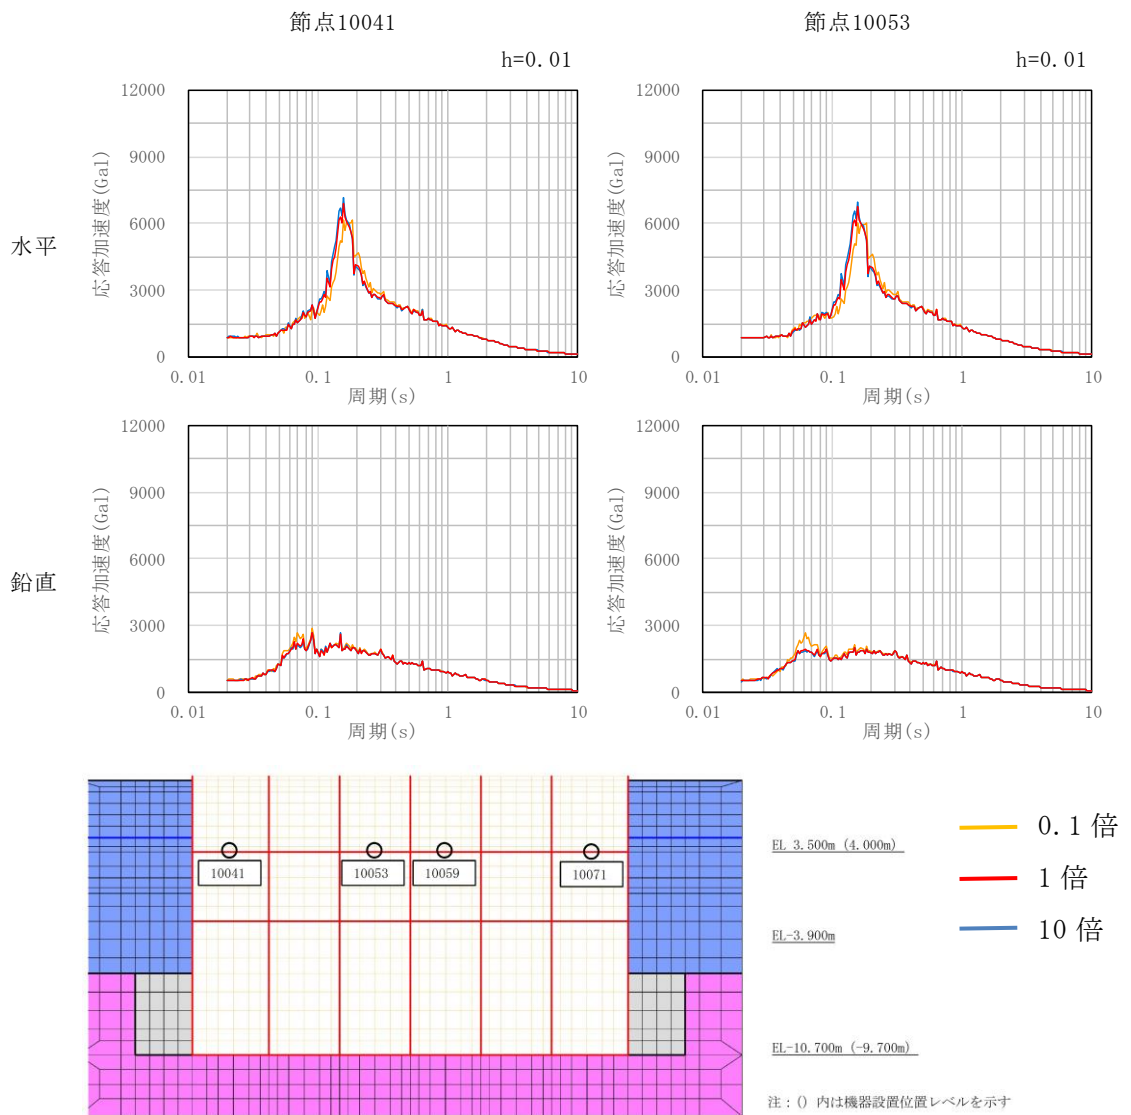 節点10041
節点10053
h=0.01
h=0.01
水平
応答加速度(Gal)
12000
9000
6000
3000
0
0.01 0.1 1 10
周期(s)
応答加速度(Gal)
12000
9000
6000
3000
0
0.01 0.1 1 10
周期(s)
鉛直
応答加速度(Gal)
12000
9000
6000
3000
0
0.01 0.1 1 10
周期(s)
応答加速度(Gal)
12000
9000
6000
3000
0
0.01 0.1 1 10
周期(s)
10041
10053
10059
10071
EL 3.500m (4.000m)
EL-3.900m
EL-10.700m (-9.700m)
0.1倍
1倍
10倍
注：() 内は機器設置位置レベルを示す